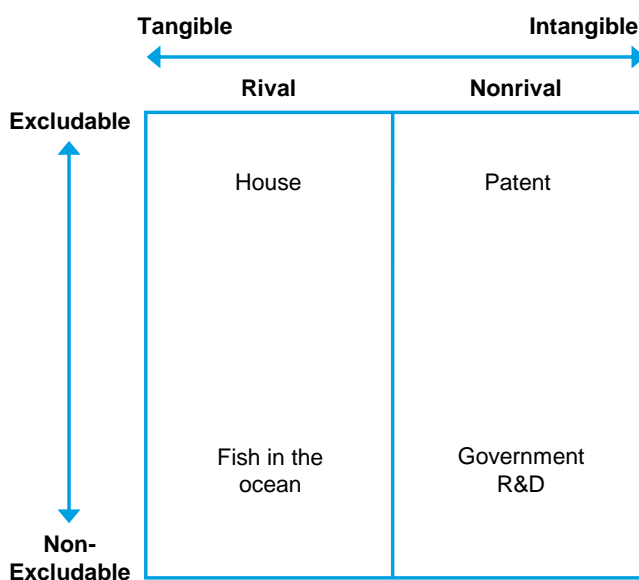 Tangible
Intangible
Rival
Nonrival
Excludable
House
Patent
Fish in the
ocean
Government
R&D
Non-
Excludable